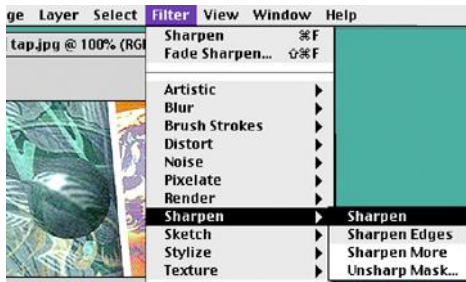 ge Layer Select Filter View Window Help
tap.jpg @ 100% (RGI
Sharpen ⌘F
Fade Sharpen... ⇧⌘F
Artistic
Blur
Brush Strokes
Distort
Noise
Pixelate
Render
Sharpen
Sketch
Stylize
Texture
Sharpen
Sharpen Edges
Sharpen More
Unsharp Mask...